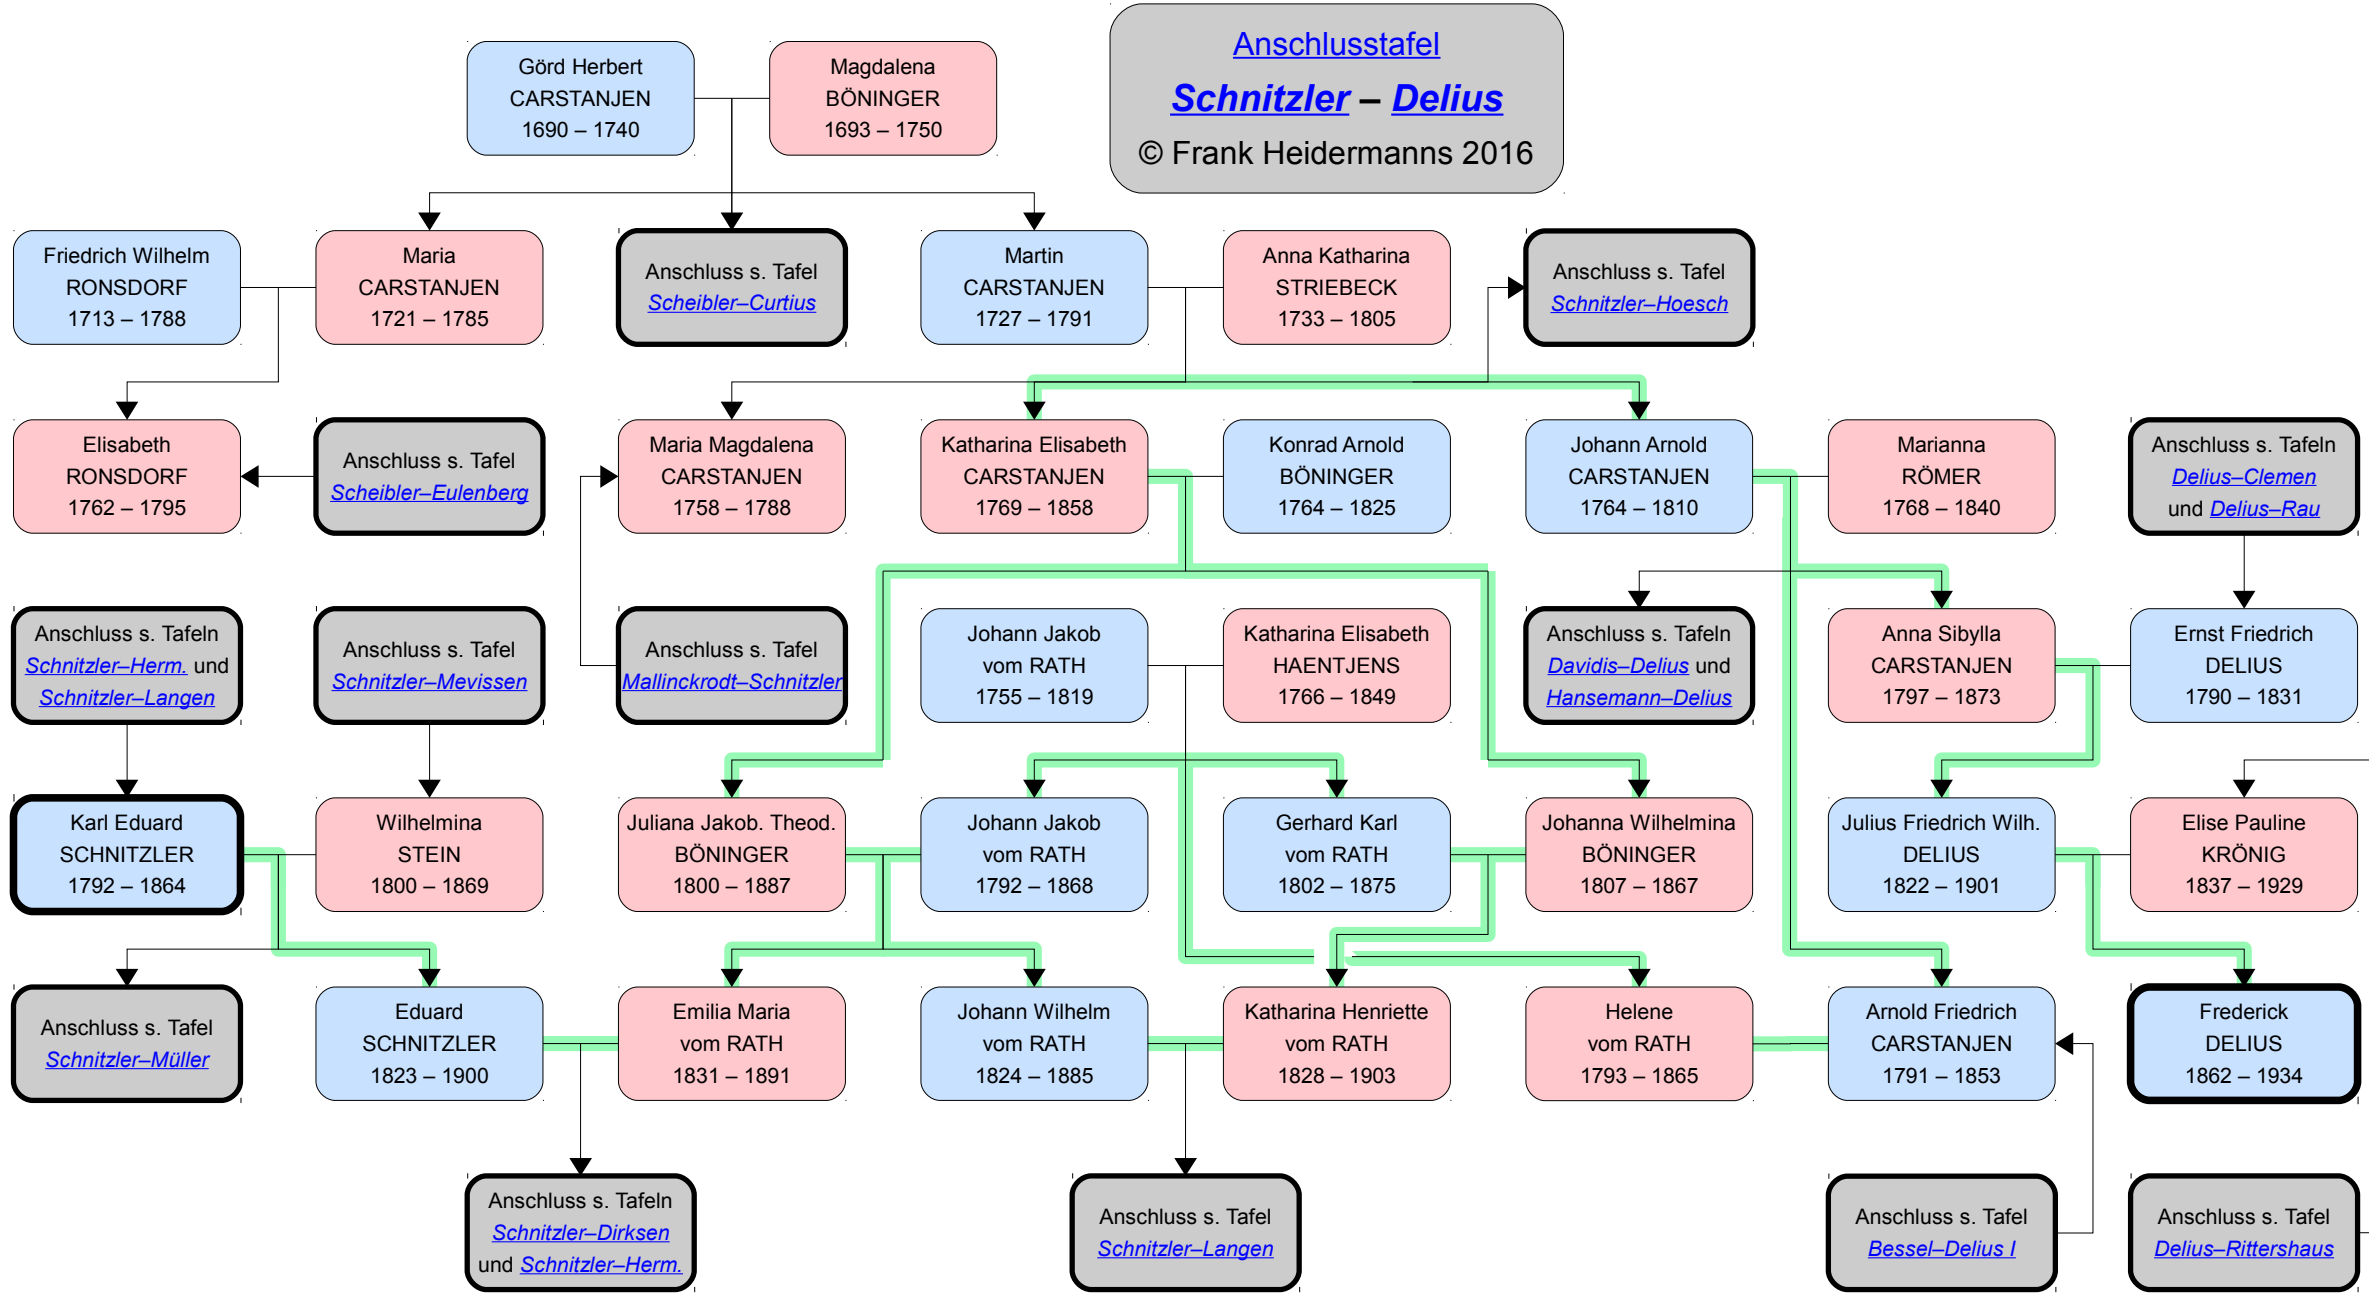 Anschlusstafel
Schnitzler – Delius
© Frank Heidermanns 2016
Görd Herbert
CARSTANJEN
1690 – 1740
Magdalena
BÖNINGER
1693 – 1750
Friedrich Wilhelm
RONSDORF
1713 – 1788
Maria
CARSTANJEN
1721 – 1785
Anschluss s. Tafel
Scheibler–Curtius
Martin
CARSTANJEN
1727 – 1791
Anna Katharina
STRIEBECK
1733 – 1805
Anschluss s. Tafel
Schnitzler–Hoesch
Elisabeth
RONSDORF
1762 – 1795
Anschluss s. Tafel
Scheibler–Eulenberg
Maria Magdalena
CARSTANJEN
1758 – 1788
Katharina Elisabeth
CARSTANJEN
1769 – 1858
Konrad Arnold
BÖNINGER
1764 – 1825
Johann Arnold
CARSTANJEN
1764 – 1810
Marianna
RÖMER
1768 – 1840
Anschluss s. Tafeln
Delius–Clemen
und Delius–Rau
Anschluss s. Tafeln
Schnitzler–Herm. und
Schnitzler–Langen
Anschluss s. Tafel
Schnitzler–Mevissen
Anschluss s. Tafel
Mallinckrodt–Schnitzler
Johann Jakob
vom RATH
1755 – 1819
Katharina Elisabeth
HAENTJENS
1766 – 1849
Anschluss s. Tafeln
Davidis–Delius und
Hansemann–Delius
Anna Sibylla
CARSTANJEN
1797 – 1873
Ernst Friedrich
DELIUS
1790 – 1831
Karl Eduard
SCHNITZLER
1792 – 1864
Wilhelmina
STEIN
1800 – 1869
Juliana Jakob. Theod.
BÖNINGER
1800 – 1887
Johann Jakob
vom RATH
1792 – 1868
Gerhard Karl
vom RATH
1802 – 1875
Johanna Wilhelmina
BÖNINGER
1807 – 1867
Julius Friedrich Wilh.
DELIUS
1822 – 1901
Elise Pauline
KRÖNIG
1837 – 1929
Anschluss s. Tafel
Schnitzler–Müller
Eduard
SCHNITZLER
1823 – 1900
Emilia Maria
vom RATH
1831 – 1891
Johann Wilhelm
vom RATH
1824 – 1885
Katharina Henriette
vom RATH
1828 – 1903
Helene
vom RATH
1793 – 1865
Arnold Friedrich
CARSTANJEN
1791 – 1853
Frederick
DELIUS
1862 – 1934
Anschluss s. Tafeln
Schnitzler–Dirksen
und Schnitzler–Herm.
Anschluss s. Tafel
Schnitzler–Langen
Anschluss s. Tafel
Bessel–Delius I
Anschluss s. Tafel
Delius–Rittershaus